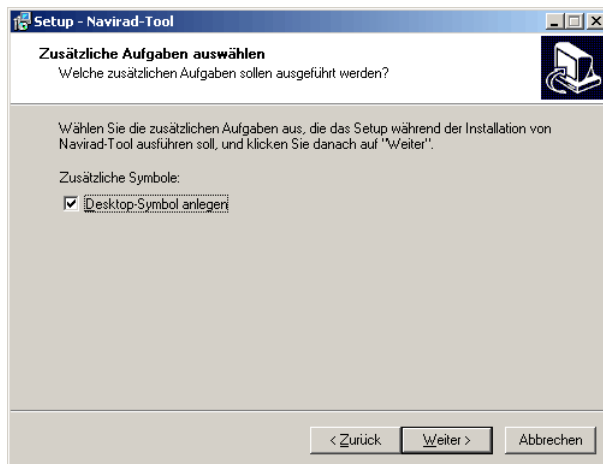 Setup - Navirad-Tool
Zusätzliche Aufgaben auswählen
Welche zusätzlichen Aufgaben sollen ausgeführt werden?
Wählen Sie die zusätzlichen Aufgaben aus, die das Setup während der Installation von
Navirad-Tool ausführen soll, und klicken Sie danach auf "Weiter".
Zusätzliche Symbole:
Desktop-Symbol anlegen
< Zurück Weiter > Abbrechen